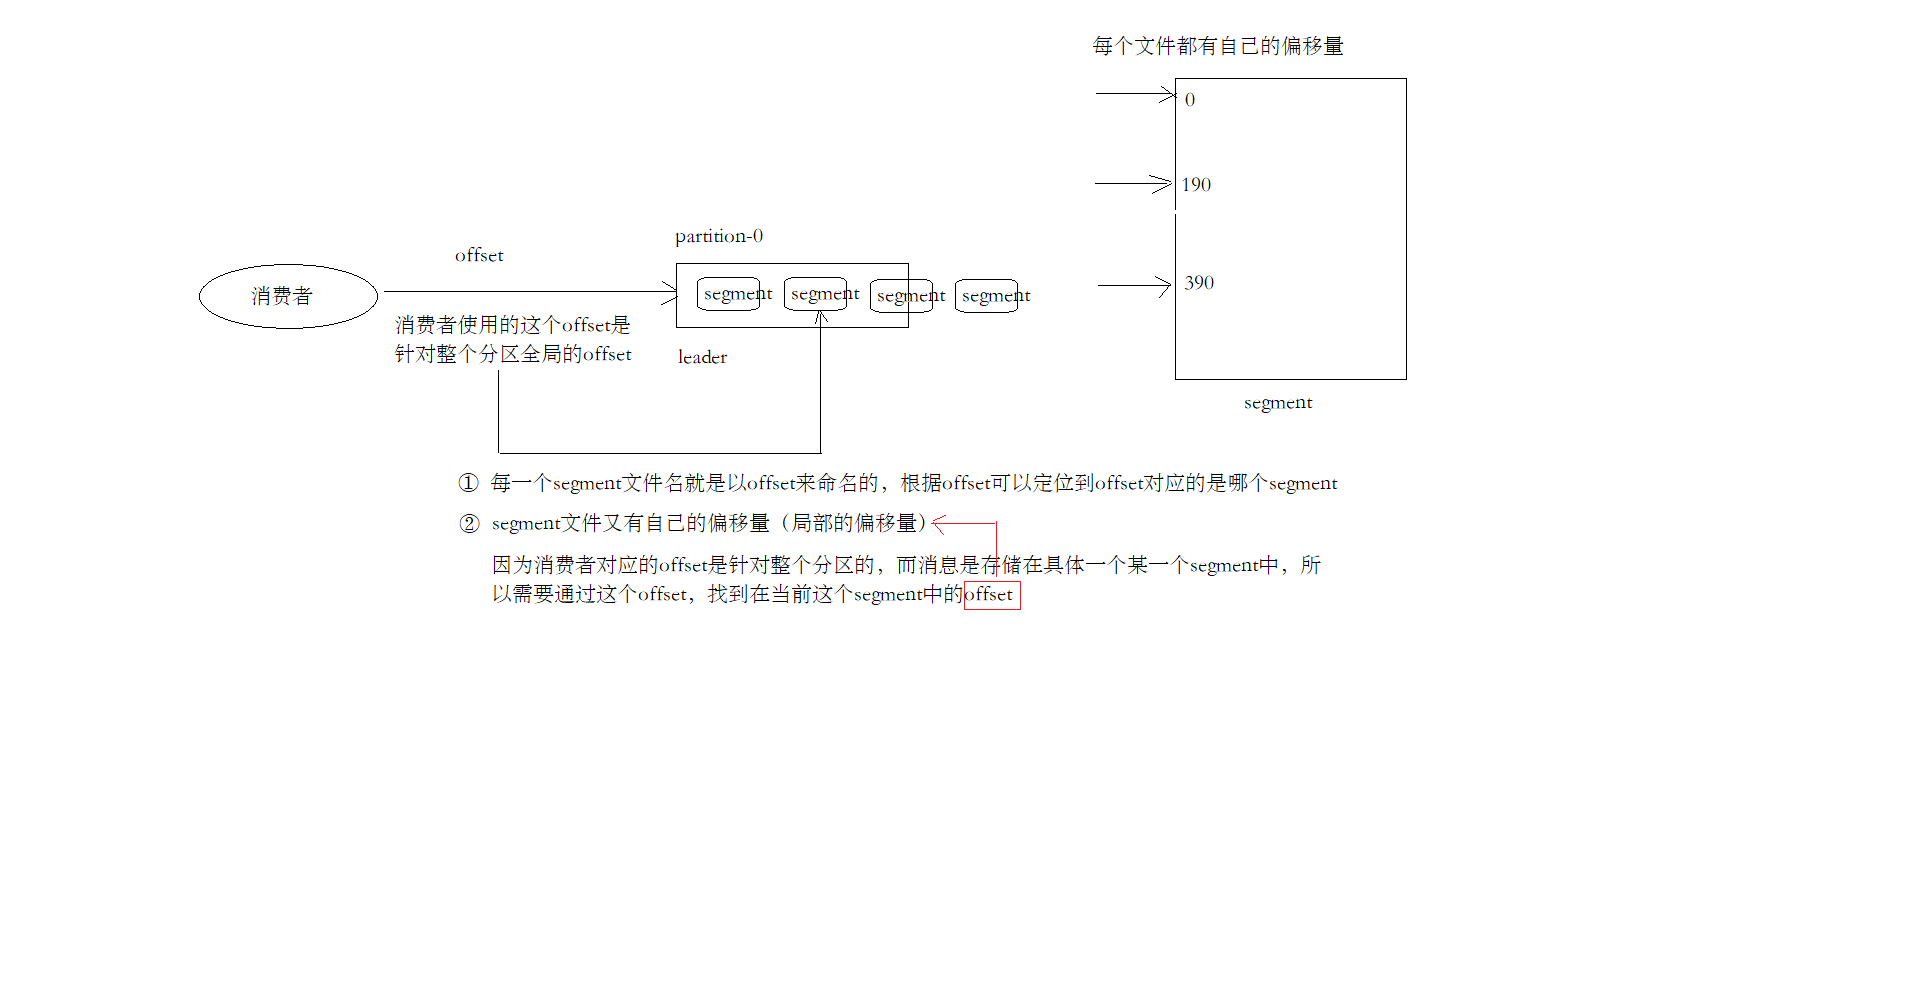 每个文件都有自己的偏移量
0
190
390
segment
partition-0
offset
消费者
segment
segment
segment
segment
消费者使用的这个offset是
针对整个分区全局的offset
leader
① 每一个segment文件名就是以offset来命名的，根据offset可以定位到offset对应的是哪个segment
② segment文件又有自己的偏移量（局部的偏移量）
因为消费者对应的offset是针对整个分区的，而消息是存储在具体一个某一个segment中，所
以需要通过这个offset，找到在当前这个segment中的offset